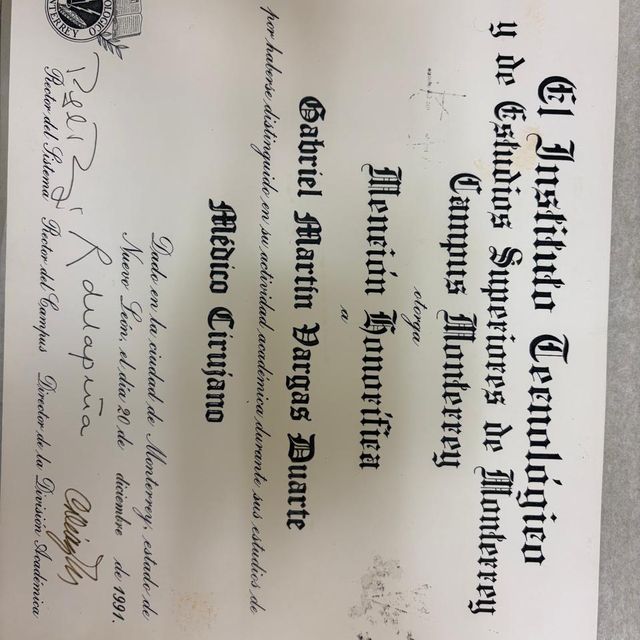 El Instituto Tecnológico
y de Estudios Superiores de Monterrey
Campus Monterrey
otorga
Mención Honorífica
a
Gabriel Martín Vargas Duarte
por haberse distinguido en su actividad académica durante sus estudios de
Médico Cirujano
Dado en la ciudad de Monterrey, estado de
Nuevo León, el día 20 de diciembre de 1991.
Rector del Sistema Rector del Campus Director de la División Académica